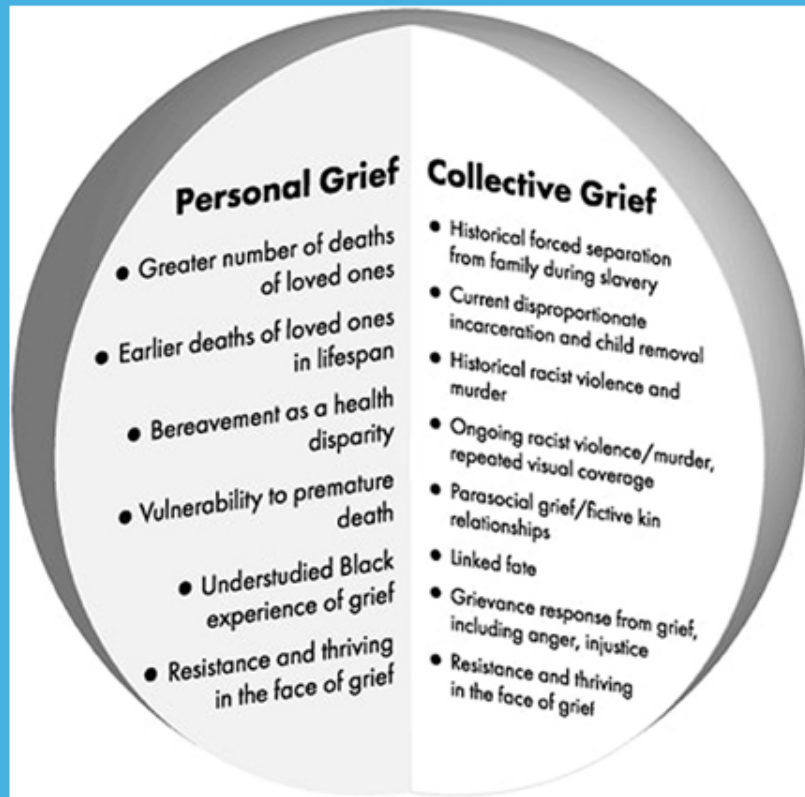 Personal Grief
● Greater number of deaths
of loved ones
● Earlier deaths of loved ones
in lifespan
● Bereavement as a health
disparity
● Vulnerability to premature
death
● Understudied Black
experience of grief
● Resistance and thriving
in the face of grief
Collective Grief
● Historical forced separation
from family during slavery
● Current disproportionate
incarceration and child removal
● Historical racist violence and
murder
● Ongoing racist violence/murder,
repeated visual coverage
● Parasocial grief/fictive kin
relationships
● Linked fate
● Grievance response from grief,
including anger, injustice
● Resistance and thriving
in the face of grief